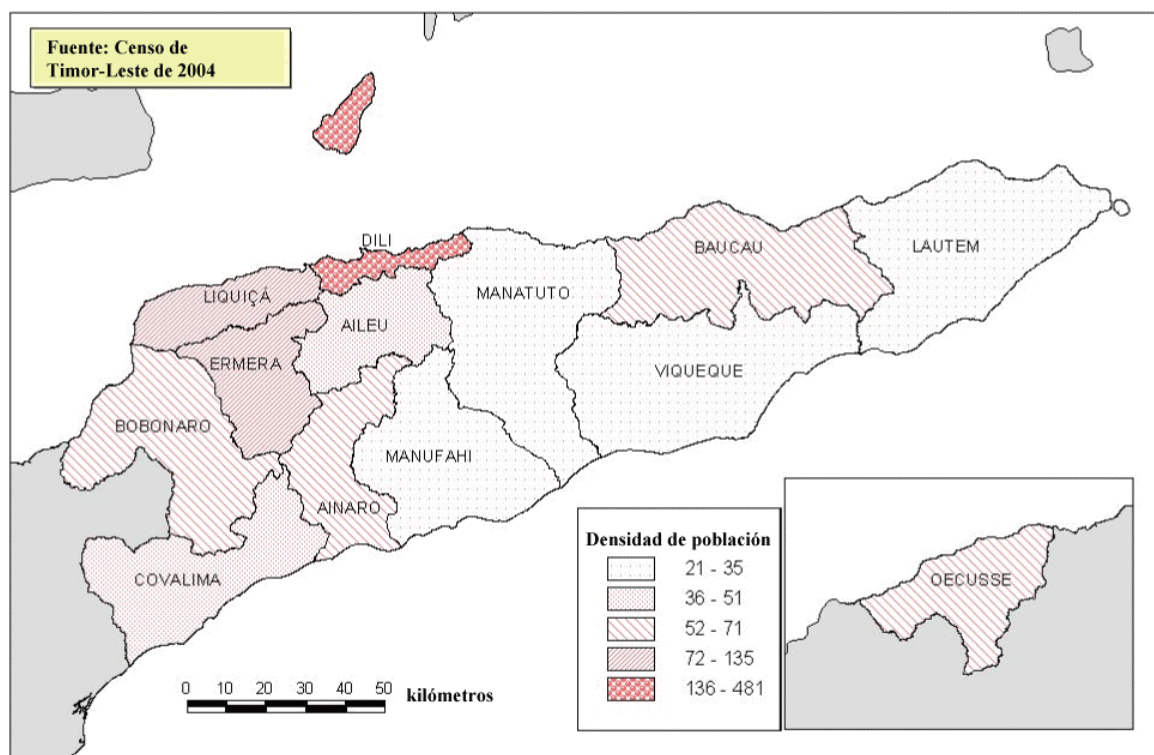 Fuente: Censo de
Timor-Leste de 2004
DILI
BAUCAU
LAUTEM
MANATUTO
LIQUIÇÁ
AILEU
ERMERA
VIQUEQUE
BOBONARO
MANUFAHI
AINARO
COVALIMA
OECUSSE
Densidad de población
21 - 35
36 - 51
52 - 71
72 - 135
136 - 481
0 10 20 30 40 50 kilómetros